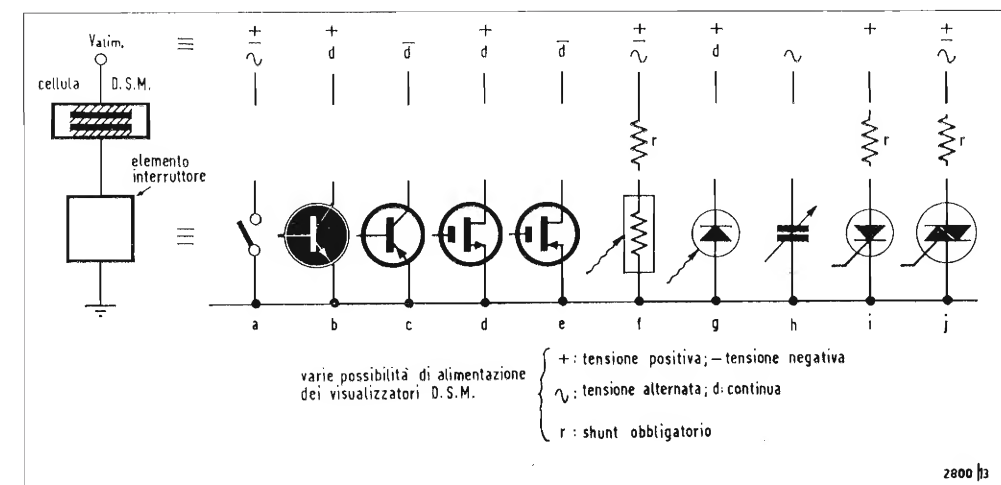 Valim.
cellula D.S.M.
elemento
interruttore
≡ + − ∿ + d − d + d − d + − ∿ + d ∿ + + − ∿
r r r
≡
a b c d e f g h i j
varie possibilità di alimentazione
dei visualizzatori D.S.M.
+ : tensione positiva; – tensione negativa
∿ : tensione alternata; d: continua
r : shunt obbligatorio
2800 13